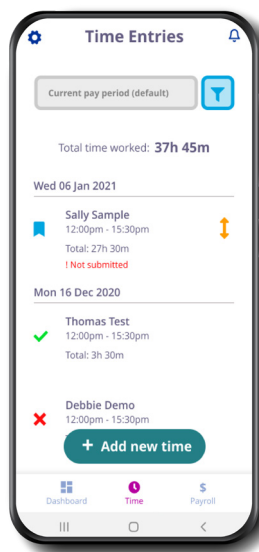 Time Entries
Current pay period (default)
Total time worked: 37h 45m
Wed 06 Jan 2021
Sally Sample
12:00pm - 15:30pm
Total: 27h 30m
! Not submitted
Mon 16 Dec 2020
Thomas Test
12:00pm - 15:30pm
Total: 3h 30m
Debbie Demo
12:00pm - 15:30pm
+ Add new time
Dashboard
Time
$
Payroll